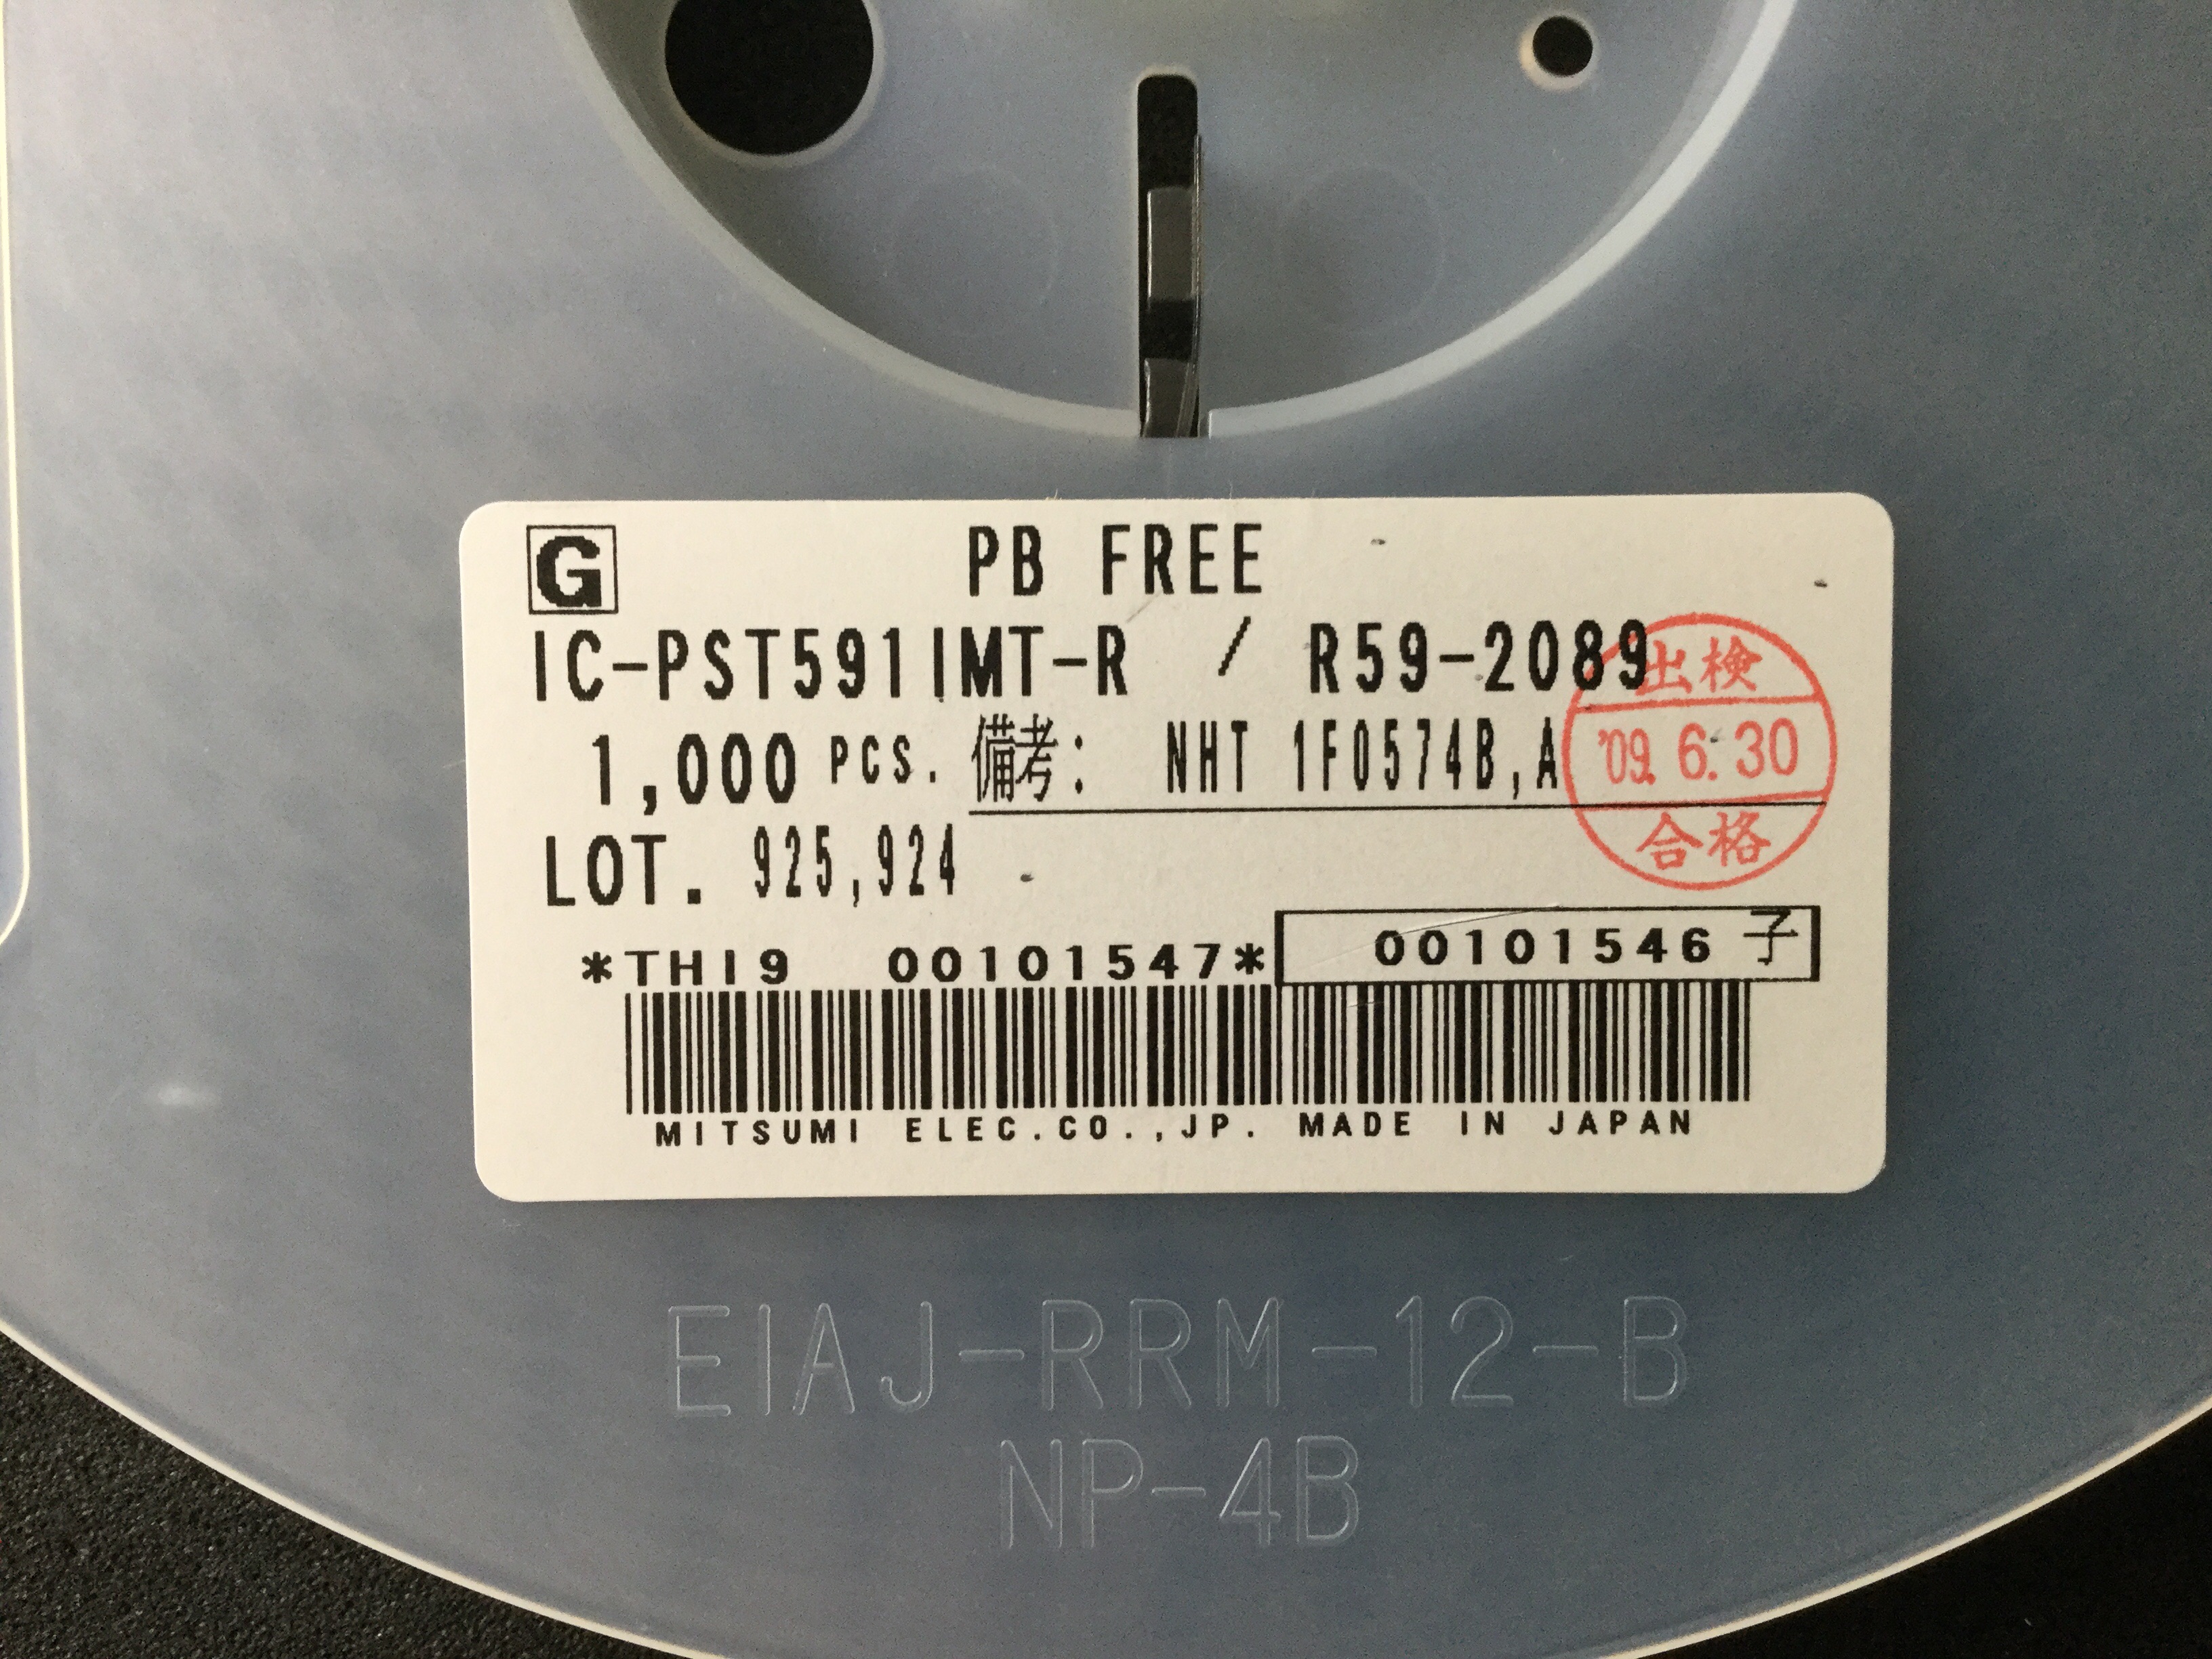 G
PB FREE
IC-PST591IMT-R / R59-2089
1,000 PCS. 備考: NHT 1F0574B,A
出検
'09. 6. 30
合格
LOT. 925,924
*THI9 00101547*
00101546 子
MITSUMI ELEC.CO.,JP. MADE IN JAPAN
EIAJ-RRM-12-B
NP-4B